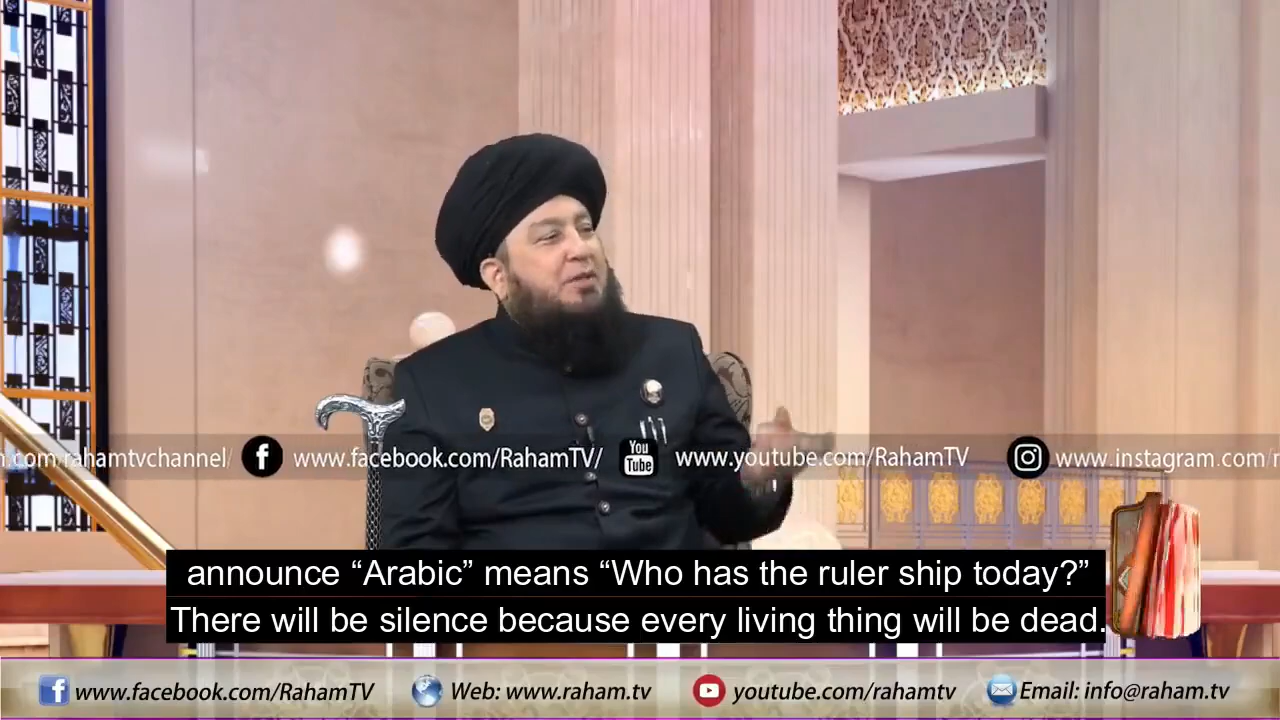 n.com/rahamtvchannel/ www.facebook.com/RahamTV/ You Tube www.youtube.com/RahamTV www.instagram.com/r
announce “Arabic” means “Who has the ruler ship today?”
There will be silence because every living thing will be dead.
www.facebook.com/RahamTV Web: www.raham.tv youtube.com/rahamtv Email: info@raham.tv